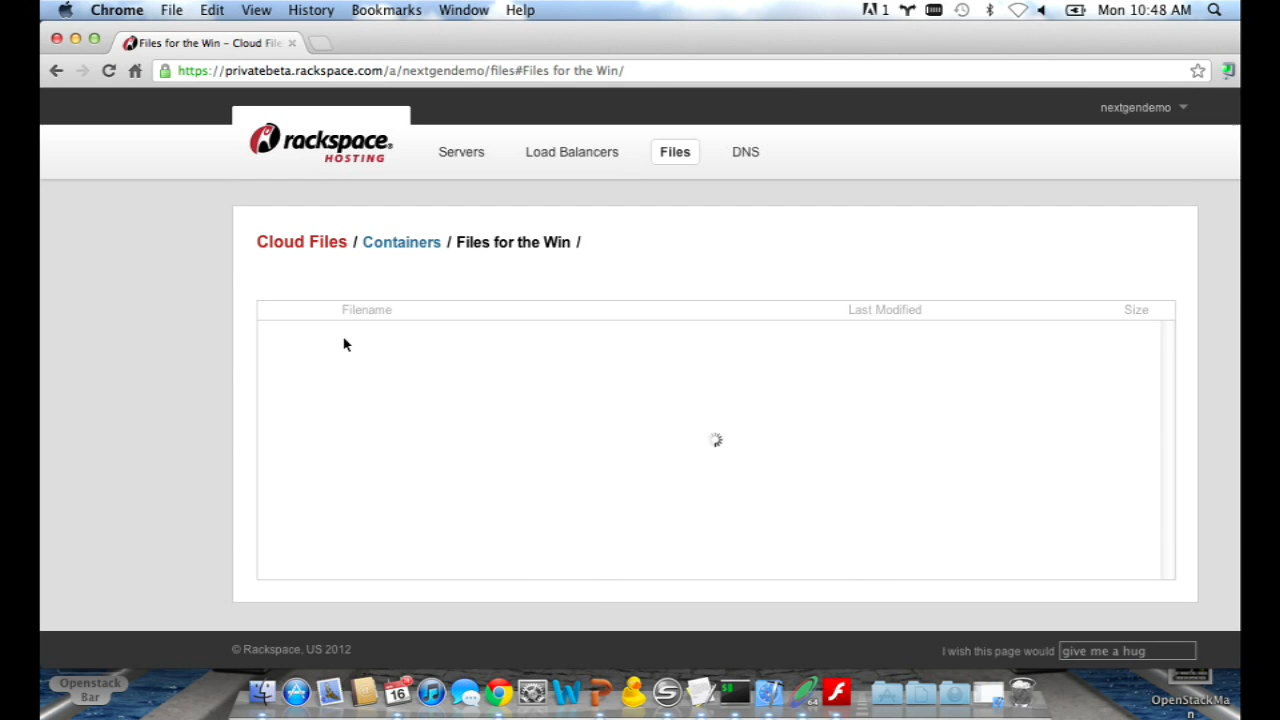 Chrome File Edit View History Bookmarks Window Help 1 Mon 10:48 AM
Files for the Win – Cloud File
https://privatebeta.rackspace.com/a/nextgendemo/files#Files for the Win/
nextgendemo
rackspace®
HOSTING
Servers Load Balancers Files DNS
Cloud Files / Containers / Files for the Win /
Filename Last Modified Size
© Rackspace, US 2012
I wish this page would give me a hug
Openstack
Bar
16
64
OpenStackMa
n